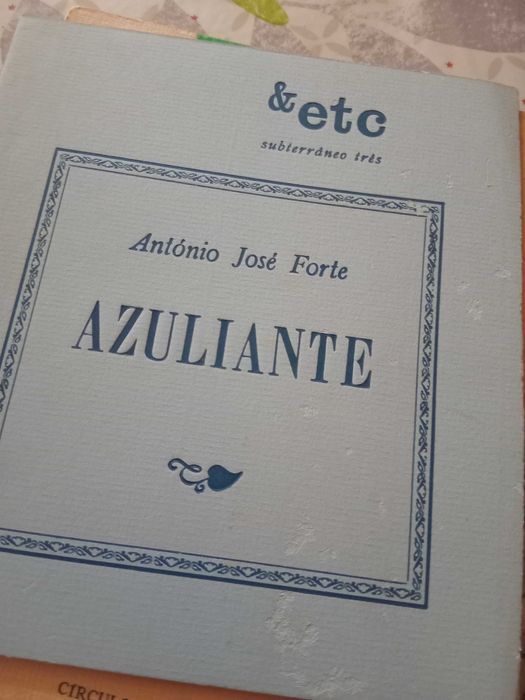 &etc
subterrâneo três
António José Forte
AZULIANTE